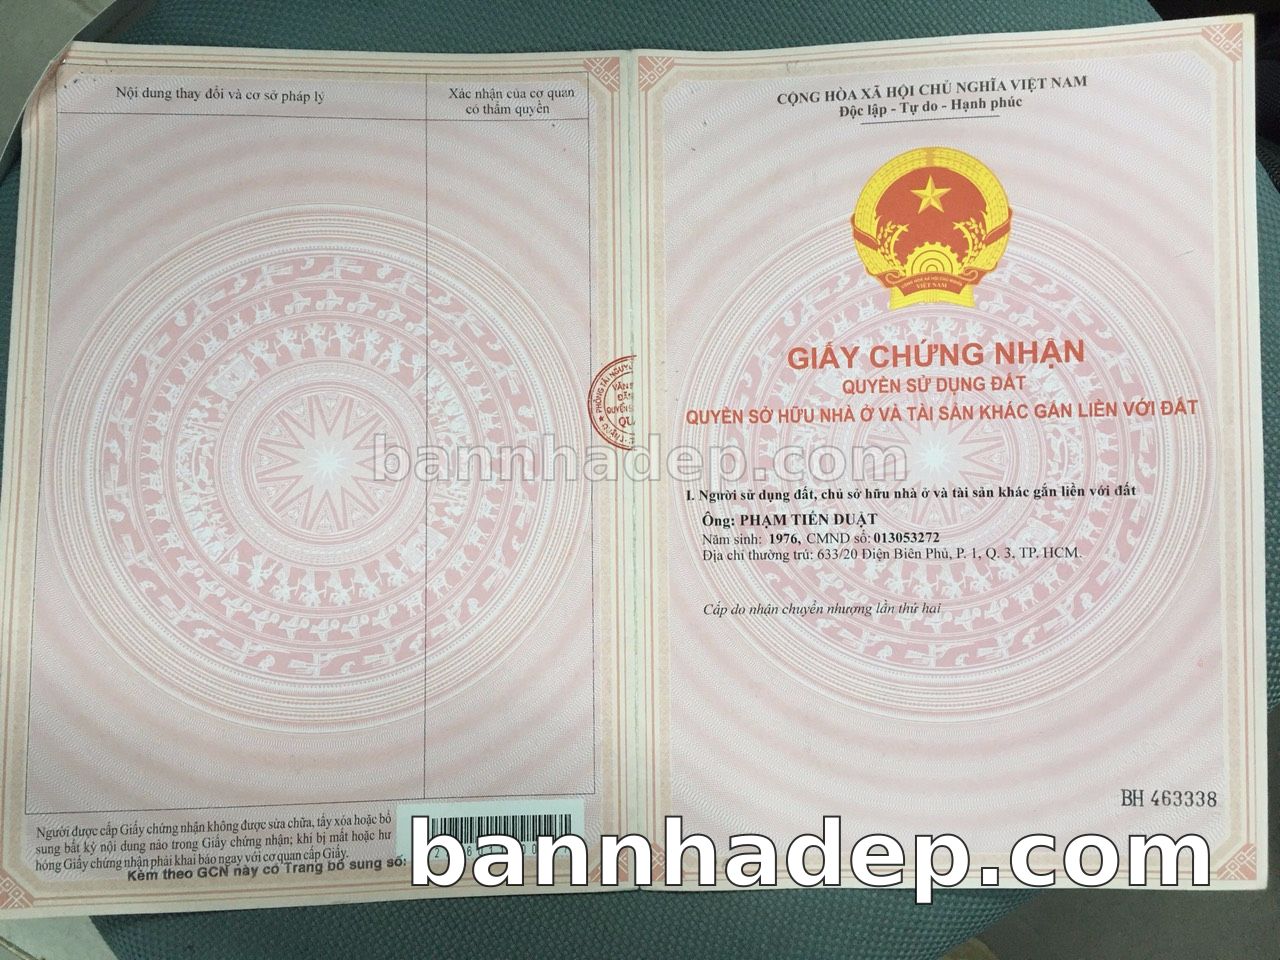 Nội dung thay đổi và cơ sở pháp lý
Xác nhận của cơ quan
có thẩm quyền
Người được cấp Giấy chứng nhận không được sửa chữa, tẩy xóa hoặc bổ
sung bất kỳ nội dung nào trong Giấy chứng nhận; khi bị mất hoặc hư
hỏng Giấy chứng nhận phải khai báo ngay với cơ quan cấp Giấy.
Kèm theo GCN này có Trang bổ sung số:
CỘNG HÒA XÃ HỘI CHỦ NGHĨA VIỆT NAM
Độc lập - Tự do - Hạnh phúc
VIỆT NAM
GIẤY CHỨNG NHẬN
QUYỀN SỬ DỤNG ĐẤT
QUYỀN SỞ HỮU NHÀ Ở VÀ TÀI SẢN KHÁC GẮN LIỀN VỚI ĐẤT
bannhadep.com
I. Người sử dụng đất, chủ sở hữu nhà ở và tài sản khác gắn liền với đất
Ông: PHẠM TIẾN DUẬT
Năm sinh: 1976, CMND số: 013053272
Địa chỉ thường trú: 633/20 Điện Biên Phủ, P. 1, Q. 3, TP. HCM.
Cấp do nhận chuyển nhượng lần thứ hai
BH 463338
bannhadep.com